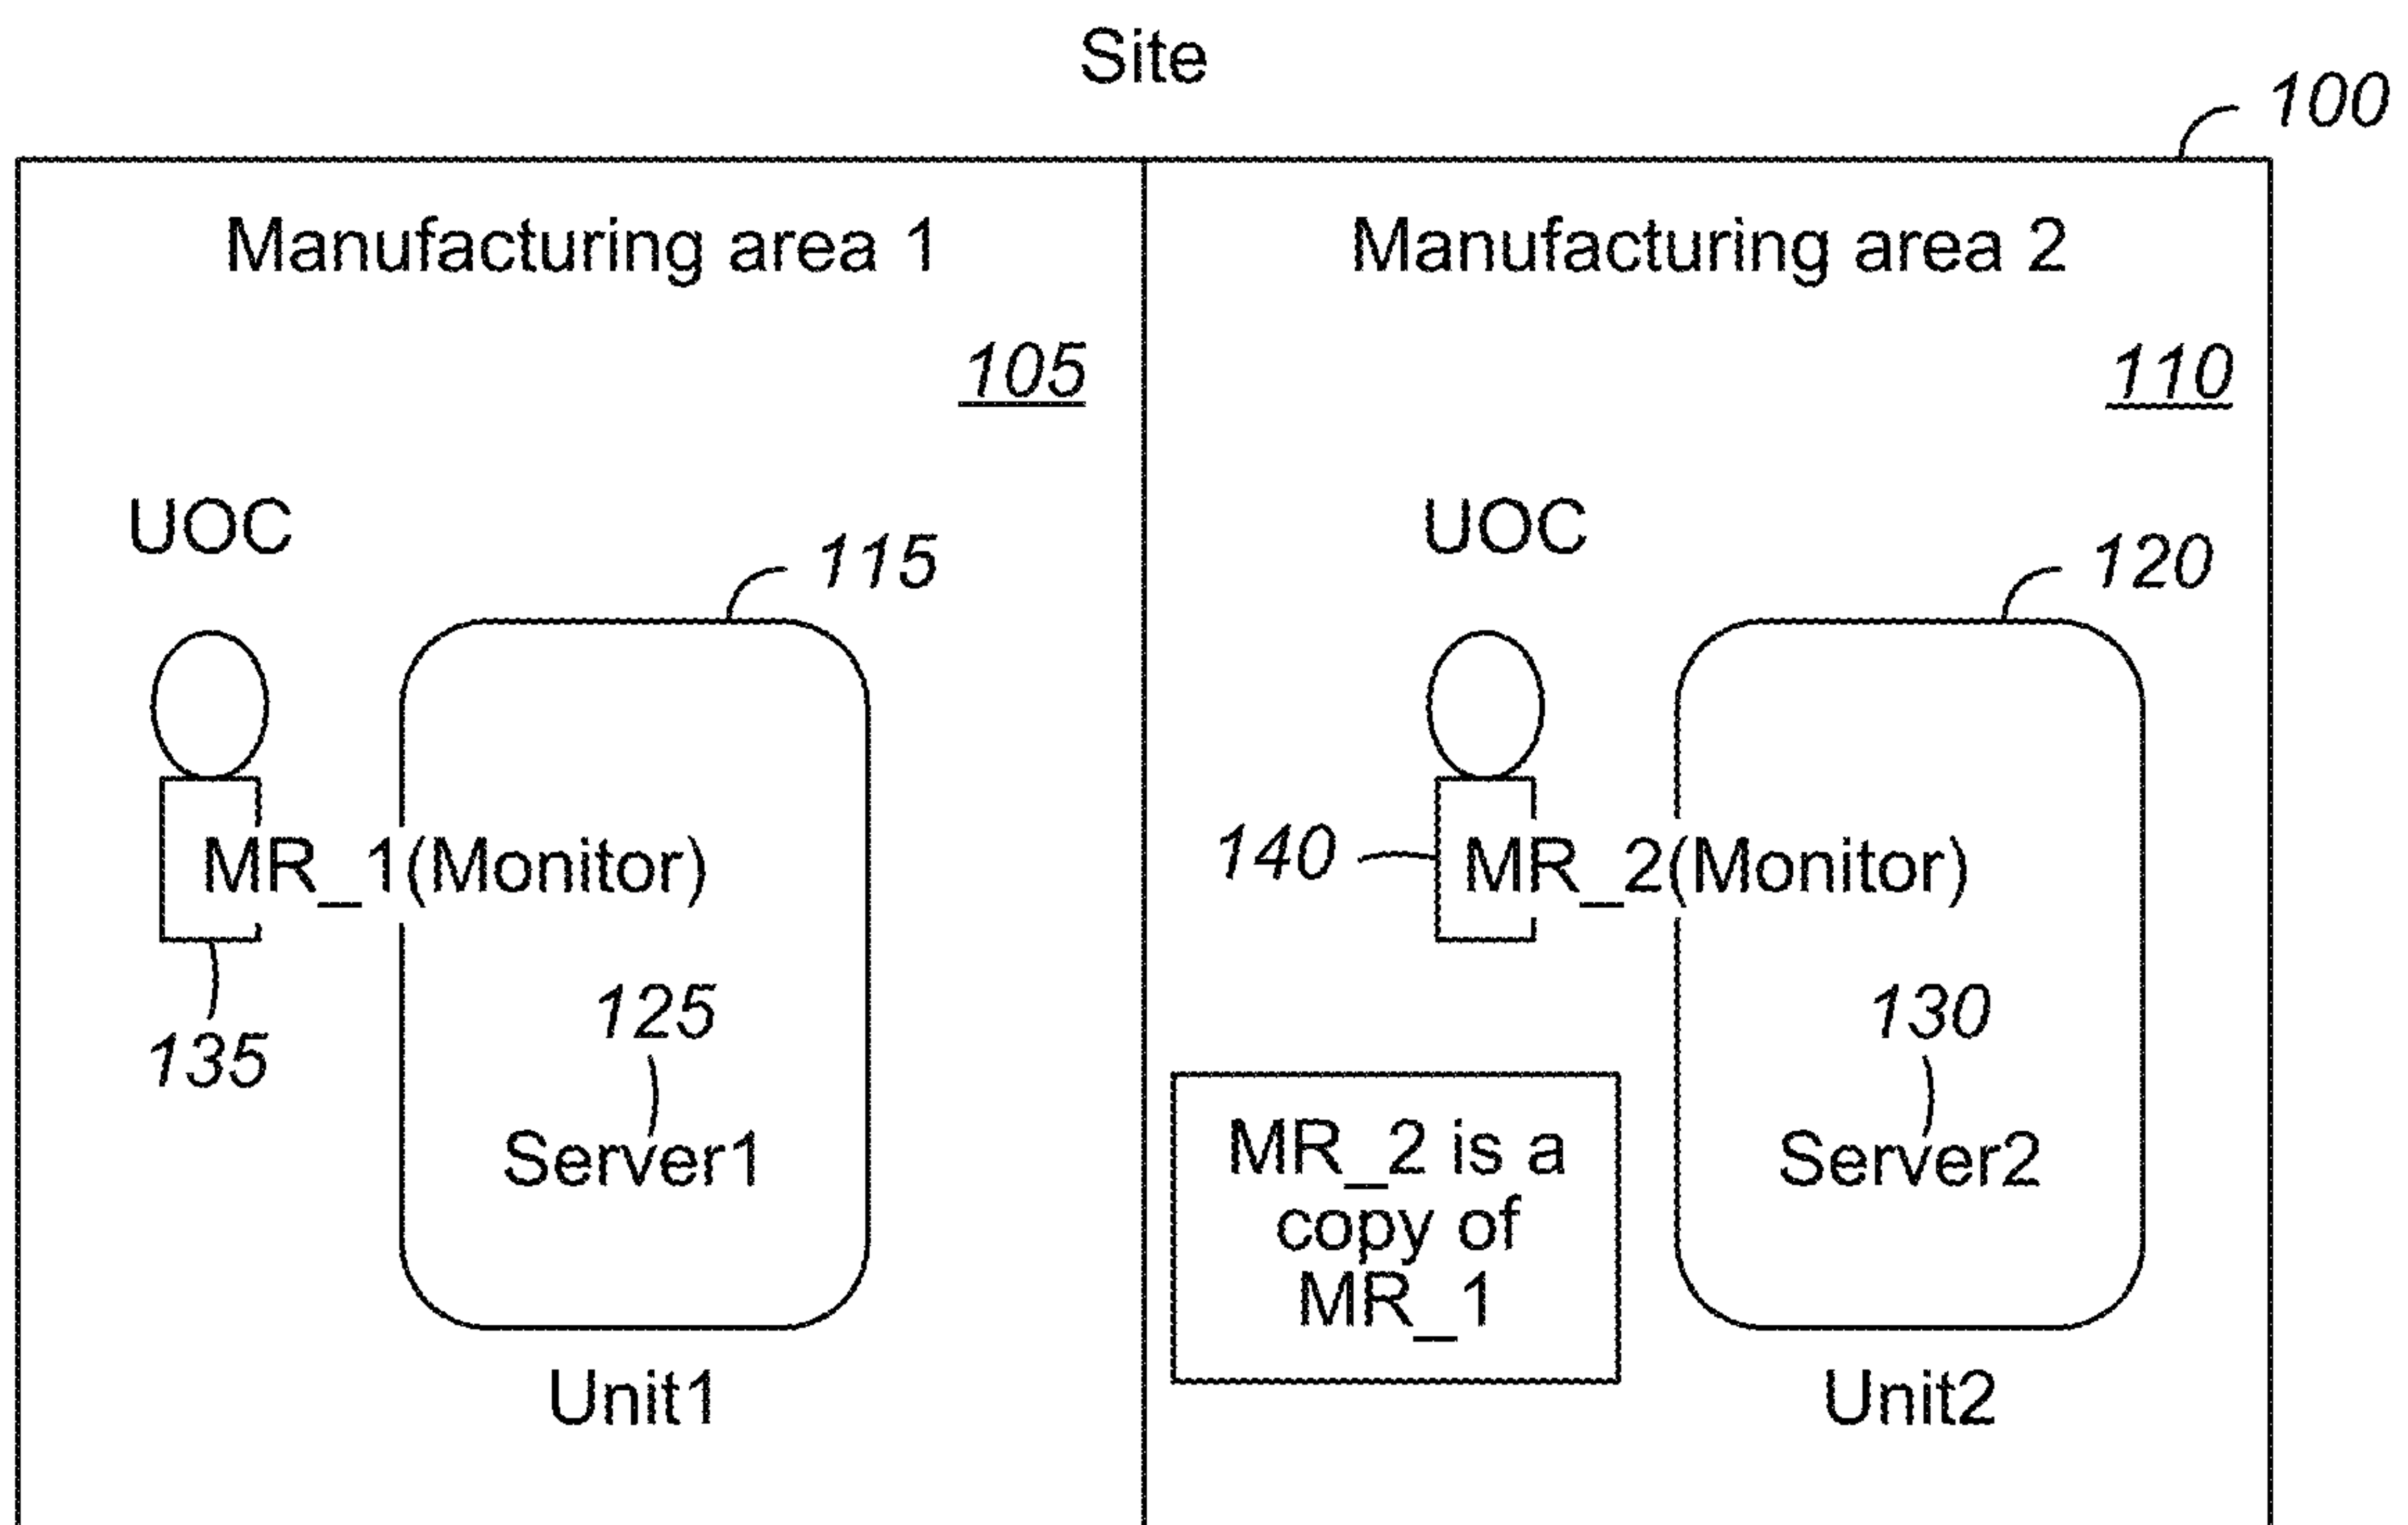 Site
100
Manufacturing area 1
105
UOC
115
MR_1(Monitor)
135
125
Server1
Unit1
Manufacturing area 2
110
UOC
120
140
MR_2(Monitor)
130
Server2
MR_2 is a
copy of
MR_1
Unit2